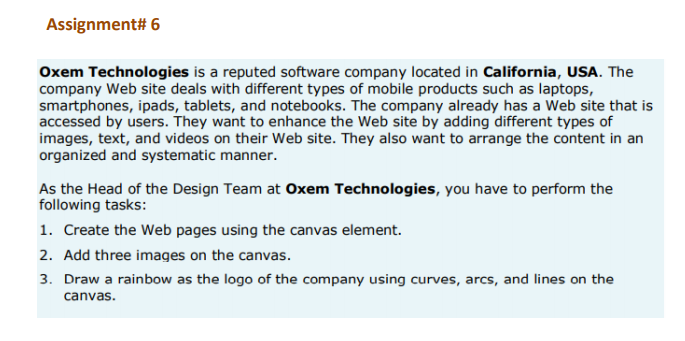 Assignment# 6
Oxem Technologies is a reputed software company located in California, USA. The
company Web site deals with different types of mobile products such as laptops,
smartphones, ipads, tablets, and notebooks. The company already has a Web site that is
accessed by users. They want to enhance the Web site by adding different types of
images, text, and videos on their Web site. They also want to arrange the content in an
organized and systematic manner.
As the Head of the Design Team at Oxem Technologies, you have to perform the
following tasks:
1. Create the Web pages using the canvas element.
2. Add three images on the canvas.
3. Draw a rainbow as the logo of the company using curves, arcs, and lines on the
canvas.